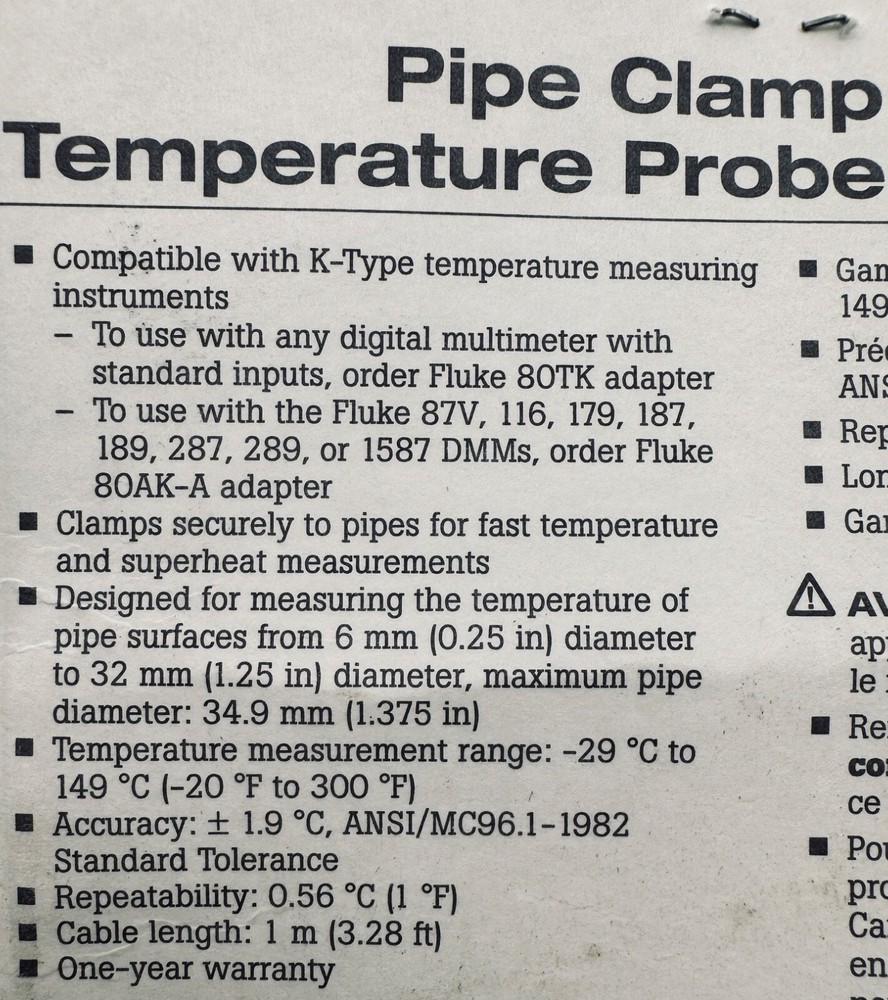 Pipe Clamp
Temperature Probe
■ Compatible with K-Type temperature measuring
instruments
– To use with any digital multimeter with
standard inputs, order Fluke 80TK adapter
– To use with the Fluke 87V, 116, 179, 187,
189, 287, 289, or 1587 DMMs, order Fluke
80AK-A adapter
■ Clamps securely to pipes for fast temperature
and superheat measurements
■ Designed for measuring the temperature of
pipe surfaces from 6 mm (0.25 in) diameter
to 32 mm (1.25 in) diameter, maximum pipe
diameter: 34.9 mm (1.375 in)
■ Temperature measurement range: -29 °C to
149 °C (-20 °F to 300 °F)
■ Accuracy: ± 1.9 °C, ANSI/MC96.1-1982
Standard Tolerance
■ Repeatability: 0.56 °C (1 °F)
■ Cable length: 1 m (3.28 ft)
■ One-year warranty
149
le
ce